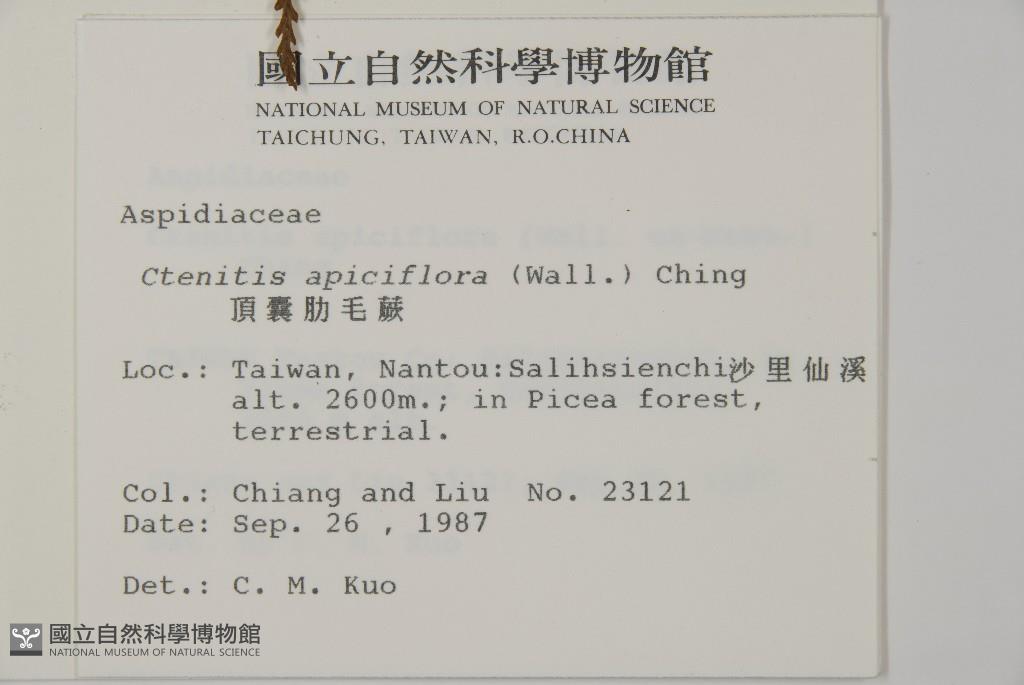 國立自然科學博物館
NATIONAL MUSEUM OF NATURAL SCIENCE
TAICHUNG, TAIWAN, R.O.CHINA
Aspidiaceae
Ctenitis apiciflora (Wall.) Ching
頂囊肋毛蕨
Loc.: Taiwan, Nantou:Salihsienchi沙里仙溪
alt. 2600m.; in Picea forest,
terrestrial.
Col.: Chiang and Liu No. 23121
Date: Sep. 26 , 1987
Det.: C. M. Kuo
國立自然科學博物館
NATIONAL MUSEUM OF NATURAL SCIENCE